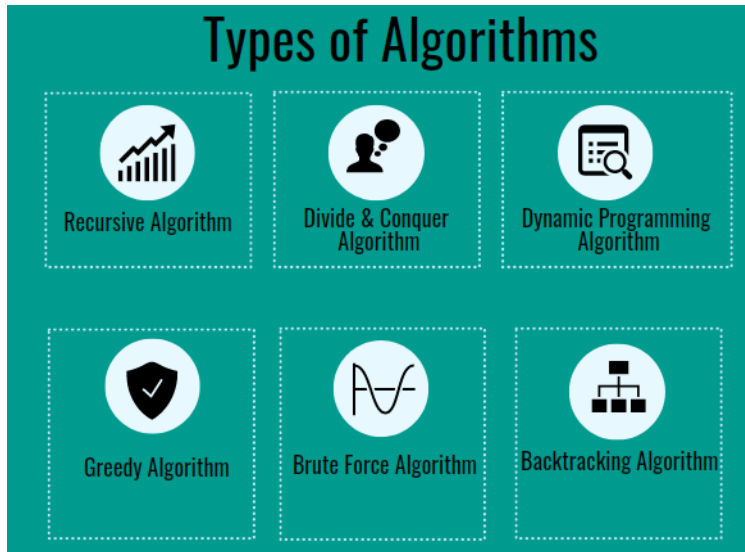 Types of Algorithms
Recursive Algorithm
Divide & Conquer
Algorithm
Dynamic Programming
Algorithm
Greedy Algorithm
Brute Force Algorithm
Backtracking Algorithm